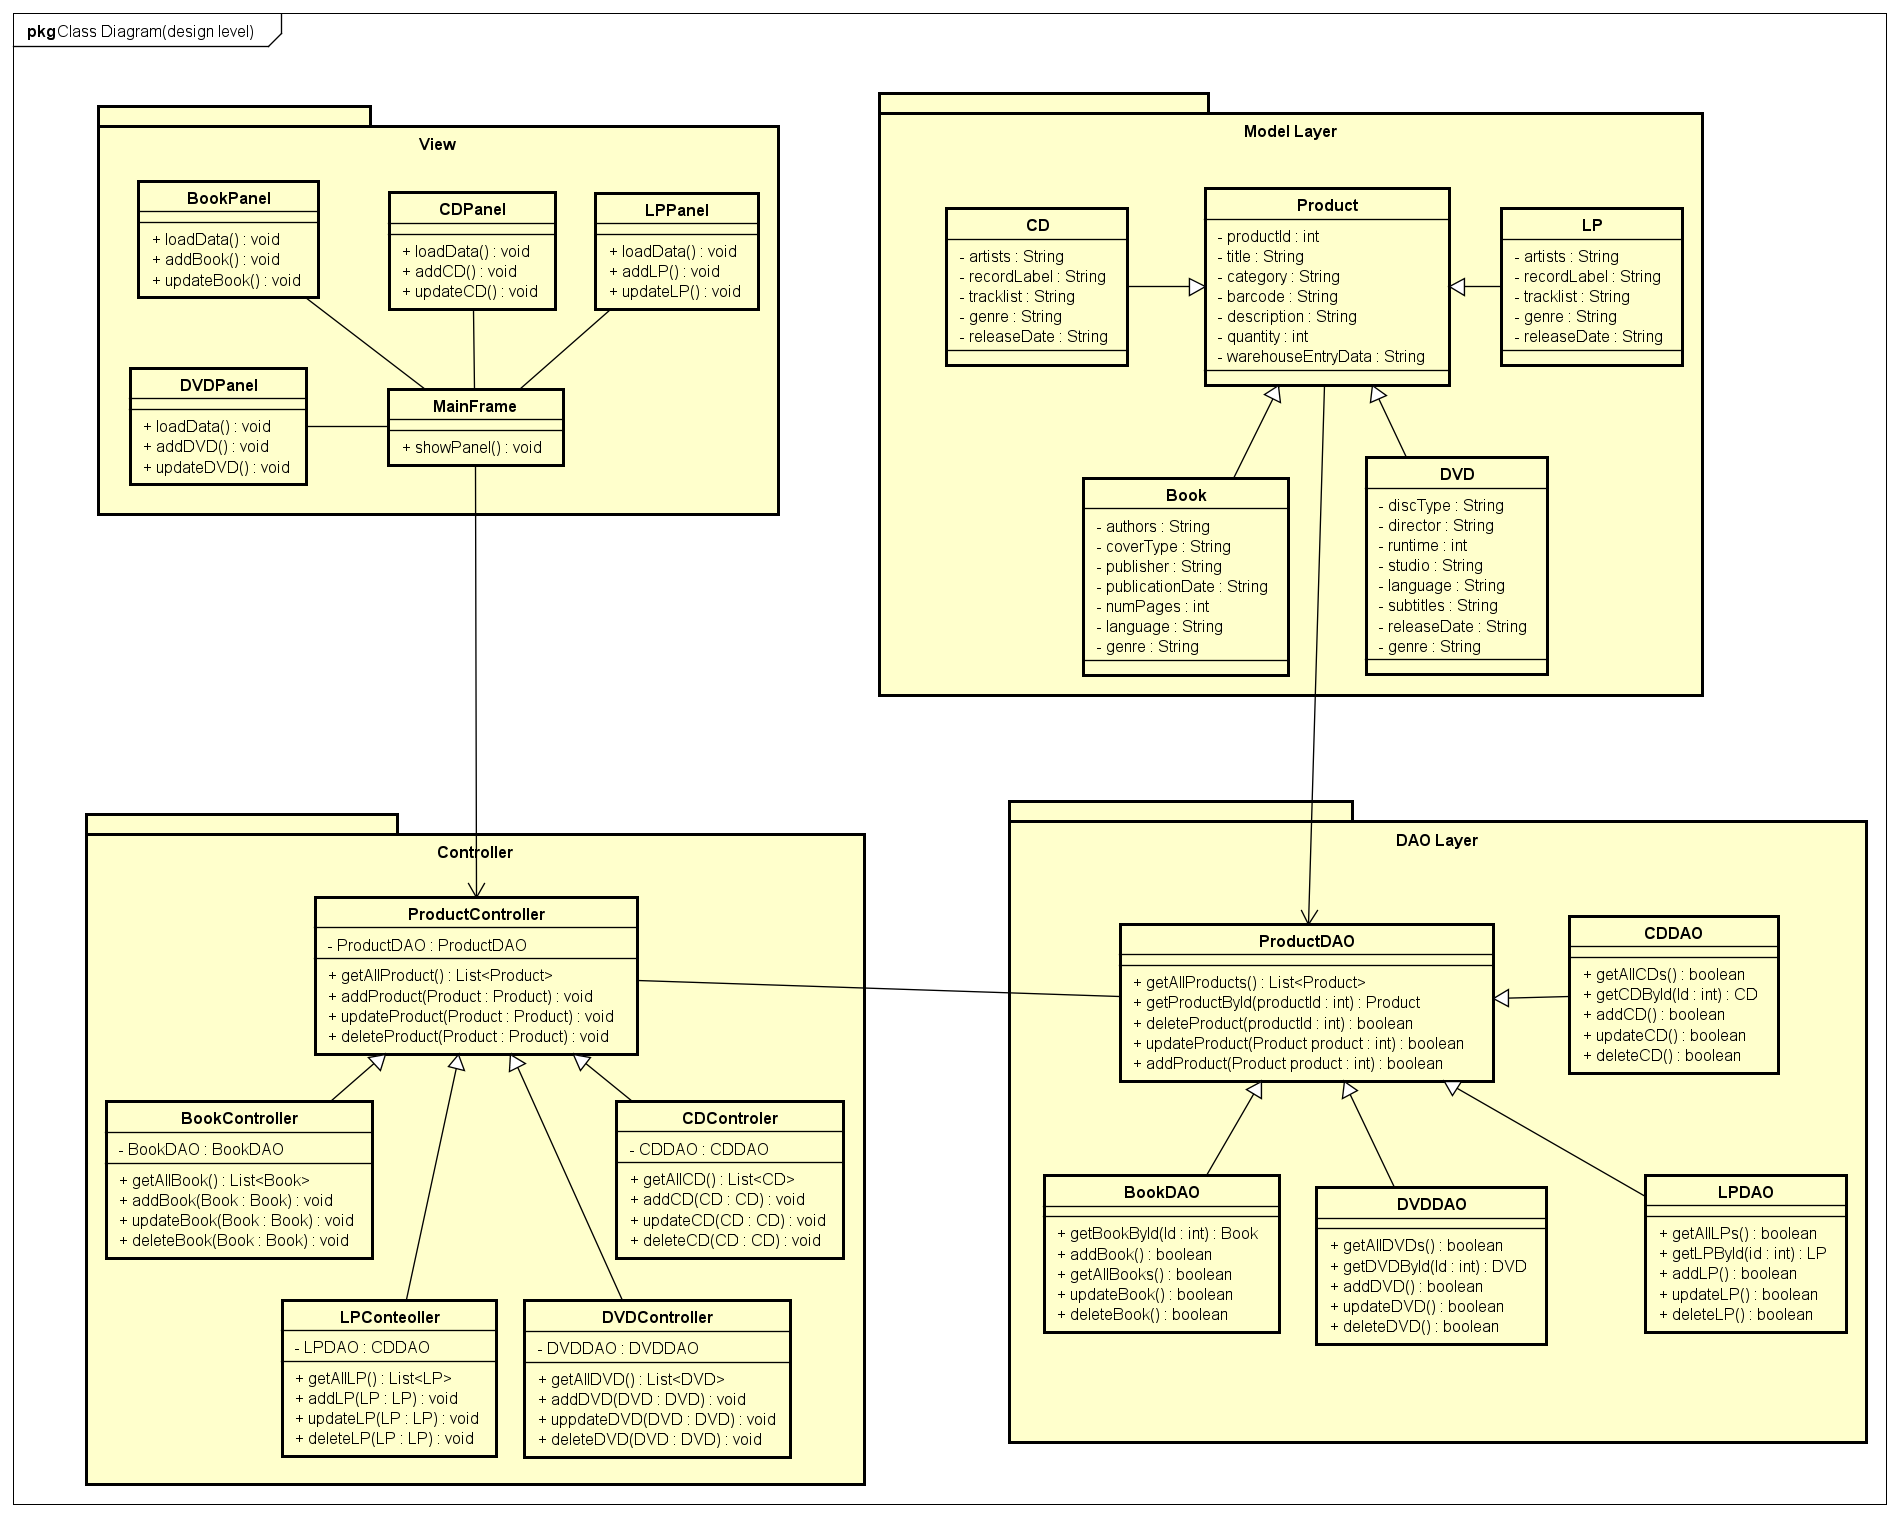 pkg Class Diagram(design level)
View
BookPanel
+ loadData() : void
+ addBook() : void
+ updateBook() : void
CDPanel
+ loadData() : void
+ addCD() : void
+ updateCD() : void
LPPanel
+ loadData() : void
+ addLP() : void
+ updateLP() : void
DVDPanel
+ loadData() : void
+ addDVD() : void
+ updateDVD() : void
MainFrame
+ showPanel() : void
Model Layer
CD
- artists : String
- recordLabel : String
- tracklist : String
- genre : String
- releaseDate : String
Product
- productId : int
- title : String
- category : String
- barcode : String
- description : String
- quantity : int
- warehouseEntryData : String
LP
- artists : String
- recordLabel : String
- tracklist : String
- genre : String
- releaseDate : String
Book
- authors : String
- coverType : String
- publisher : String
- publicationDate : String
- numPages : int
- language : String
- genre : String
DVD
- discType : String
- director : String
- runtime : int
- studio : String
- language : String
- subtitles : String
- releaseDate : String
- genre : String
Controller
ProductController
- ProductDAO : ProductDAO
+ getAllProduct() : List<Product>
+ addProduct(Product : Product) : void
+ updateProduct(Product : Product) : void
+ deleteProduct(Product : Product) : void
BookController
- BookDAO : BookDAO
+ getAllBook() : List<Book>
+ addBook(Book : Book) : void
+ updateBook(Book : Book) : void
+ deleteBook(Book : Book) : void
CDControler
- CDDAO : CDDAO
+ getAllCD() : List<CD>
+ addCD(CD : CD) : void
+ updateCD(CD : CD) : void
+ deleteCD(CD : CD) : void
LPConteoller
- LPDAO : CDDAO
+ getAllLP() : List<LP>
+ addLP(LP : LP) : void
+ updateLP(LP : LP) : void
+ deleteLP(LP : LP) : void
DVDController
- DVDDAO : DVDDAO
+ getAllDVD() : List<DVD>
+ addDVD(DVD : DVD) : void
+ uppdateDVD(DVD : DVD) : void
+ deleteDVD(DVD : DVD) : void
DAO Layer
ProductDAO
+ getAllProducts() : List<Product>
+ getProductById(productId : int) : Product
+ deleteProduct(productId : int) : boolean
+ updateProduct(Product product : int) : boolean
+ addProduct(Product product : int) : boolean
CDDAO
+ getAllCDs() : boolean
+ getCDById(Id : int) : CD
+ addCD() : boolean
+ updateCD() : boolean
+ deleteCD() : boolean
BookDAO
+ getBookById(Id : int) : Book
+ addBook() : boolean
+ getAllBooks() : boolean
+ updateBook() : boolean
+ deleteBook() : boolean
DVDDAO
+ getAllDVDs() : boolean
+ getDVDById(Id : int) : DVD
+ addDVD() : boolean
+ updateDVD() : boolean
+ deleteDVD() : boolean
LPDAO
+ getAllLPs() : boolean
+ getLPById(id : int) : LP
+ addLP() : boolean
+ updateLP() : boolean
+ deleteLP() : boolean